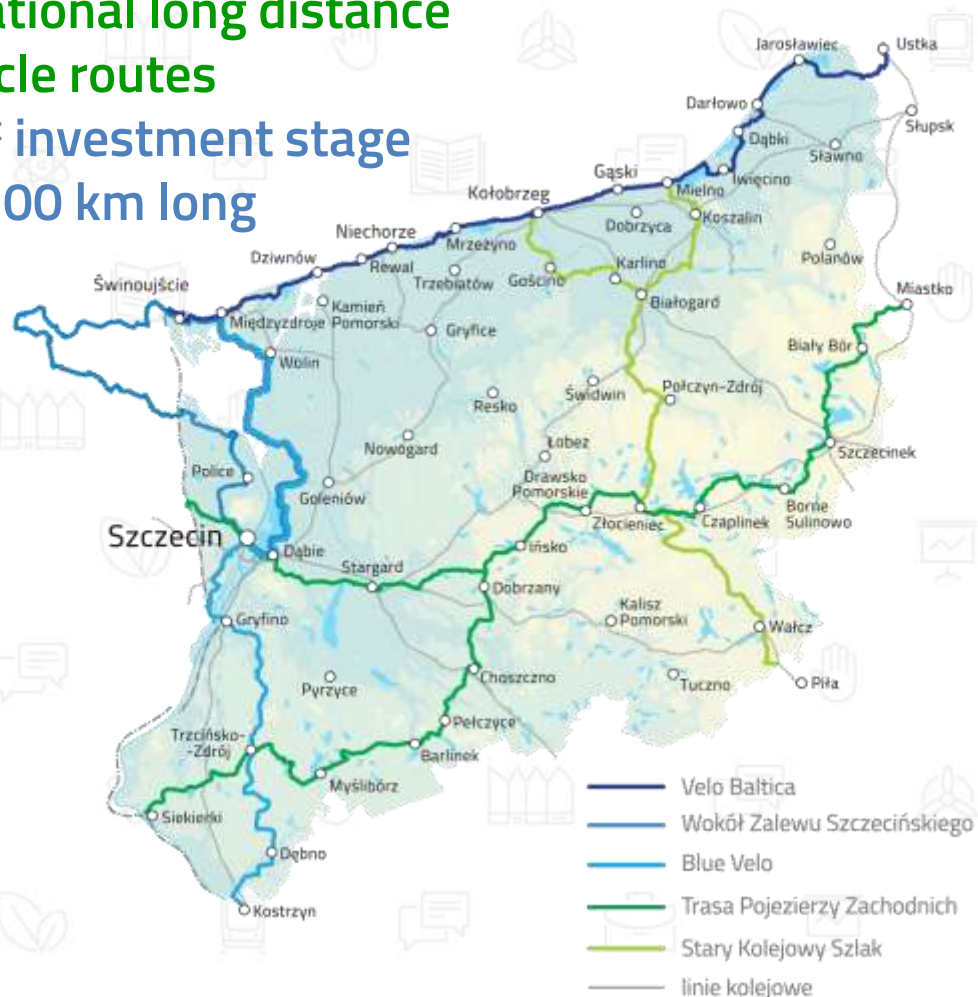 ational long distance
cle routes
investment stage
00 km long
Jarosławiec
Ustka
Darłowo
Słupsk
Dąbki
Sławno
Gąski
Iwięcino
Mielno
Kołobrzeg
Koszalin
Dobrzyca
Niechorze
Mrzeżyno
Polanów
Dziwnów
Rewal
Trzebiatów
Gościno
Karlino
Świnoujście
Białogard
Miastko
Międzyzdroje
Kamień
Pomorski
Gryfice
Biały Bór
Wolin
Świdwin
Połczyn-Zdrój
Resko
Nowogard
Łobez
Szczecinek
Police
Drawsko
Pomorskie
Goleniów
Borne
Sulinowo
Złocieniec
Czaplinek
Szczecin
Dąbie
Ińsko
Stargard
Dobrzany
Gryfino
Kalisz
Pomorski
Wałcz
Choszczno
Tuczno
Piła
Pyrzyce
Pełczyce
Trzcińsko-
-Zdrój
Barlinek
Myślibórz
Siekierki
Dębno
Kostrzyn
Velo Baltica
Wokół Zalewu Szczecińskiego
Blue Velo
Trasa Pojezierzy Zachodnich
Stary Kolejowy Szlak
linie kolejowe